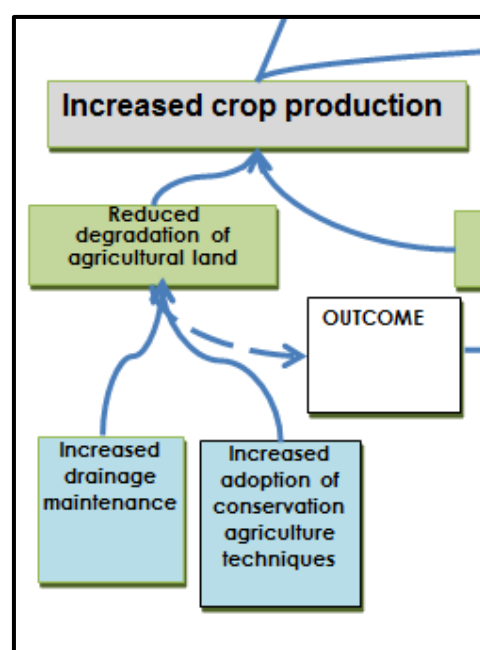 Increased crop production
Reduced
degradation of
agricultural land
OUTCOME
Increased
drainage
maintenance
Increased
adoption of
conservation
agriculture
techniques